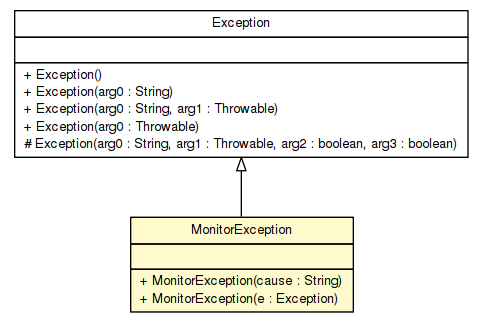 Exception
+ Exception()
+ Exception(arg0 : String)
+ Exception(arg0 : String, arg1 : Throwable)
+ Exception(arg0 : Throwable)
# Exception(arg0 : String, arg1 : Throwable, arg2 : boolean, arg3 : boolean)
MonitorException
+ MonitorException(cause : String)
+ MonitorException(e : Exception)